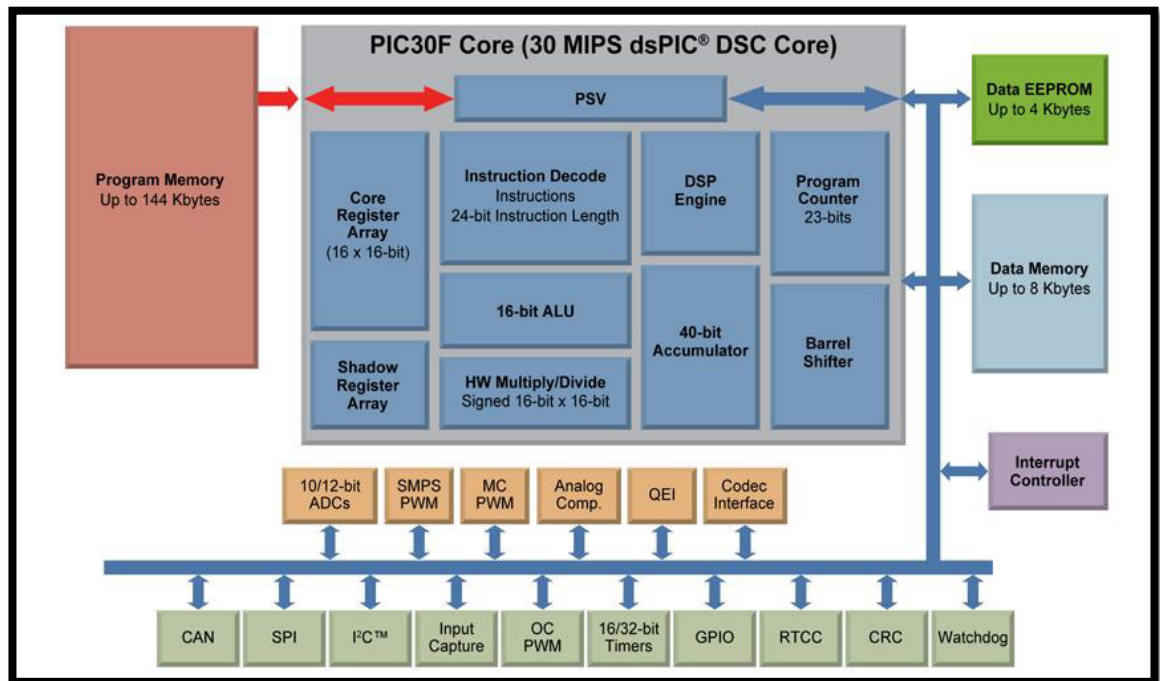 PIC30F Core (30 MIPS dsPIC® DSC Core)
Program Memory
Up to 144 Kbytes
PSV
Core
Register
Array
(16 x 16-bit)
Instruction Decode
Instructions
24-bit Instruction Length
DSP
Engine
Program
Counter
23-bits
16-bit ALU
40-bit
Accumulator
Barrel
Shifter
Shadow
Register
Array
HW Multiply/Divide
Signed 16-bit x 16-bit
Data EEPROM
Up to 4 Kbytes
Data Memory
Up to 8 Kbytes
Interrupt
Controller
10/12-bit
ADCs
SMPS
PWM
MC
PWM
Analog
Comp.
QEI
Codec
Interface
CAN
SPI
I²C™
Input
Capture
OC
PWM
16/32-bit
Timers
GPIO
RTCC
CRC
Watchdog